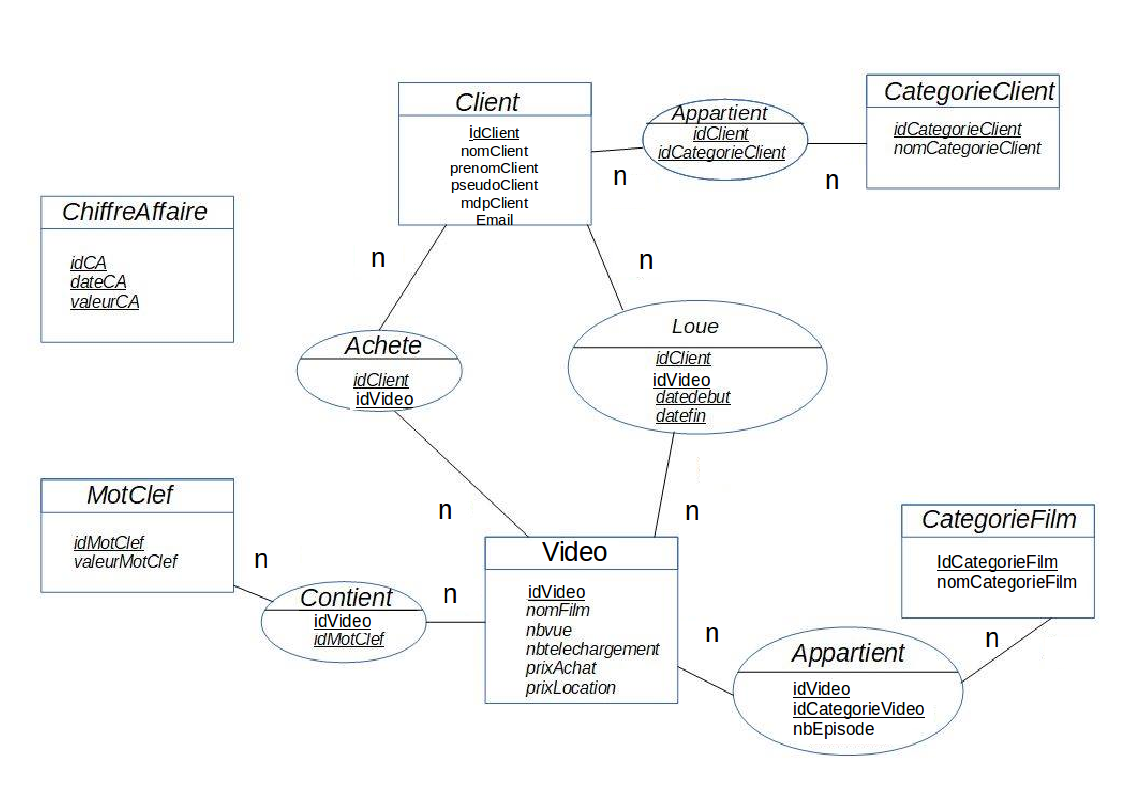 Client
idClient
nomClient
prenomClient
pseudoClient
mdpClient
Email
Appartient
idClient
idCategorieClient
CategorieClient
idCategorieClient
nomCategorieClient
n
n
ChiffreAffaire
idCA
dateCA
valeurCA
n
n
Achete
idClient
idVideo
Loue
idClient
idVideo
datedebut
datefin
n
n
MotClef
idMotClef
valeurMotClef
n
Contient
idVideo
idMotClef
n
Video
idVideo
nomFilm
nbvue
nbtelechargement
prixAchat
prixLocation
CategorieFilm
IdCategorieFilm
nomCategorieFilm
n
n
Appartient
idVideo
idCategorieVideo
nbEpisode